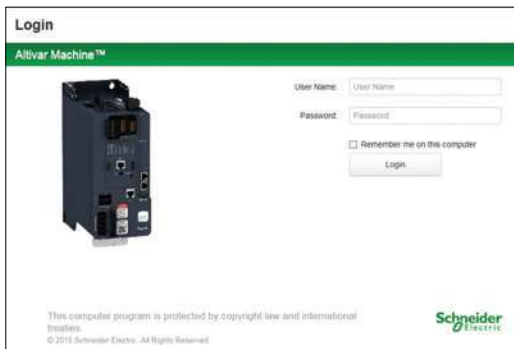 Login
Altivar Machine™
User Name: User Name
Password: Password
Remember me on this computer
Login
This computer program is protected by copyright law and international
treaties.
© 2015 Schneider Electric. All Rights Reserved.
Schneider
Electric